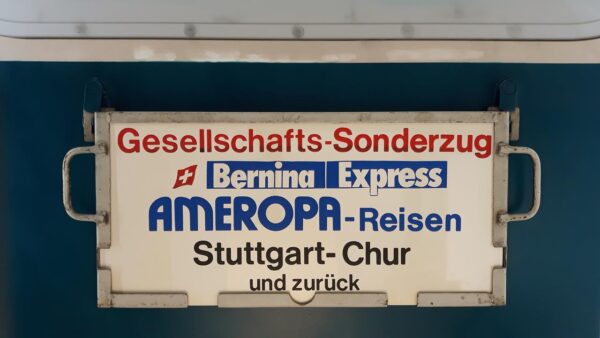 Gesellschafts-Sonderzug
Bernina Express
AMEROPA-Reisen
Stuttgart-Chur
und zurück